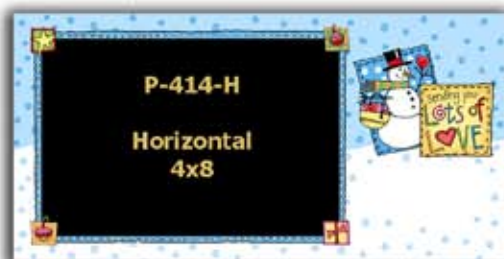 P-414-H
Horizontal
4x8
Sending you
Lots of
LOVE